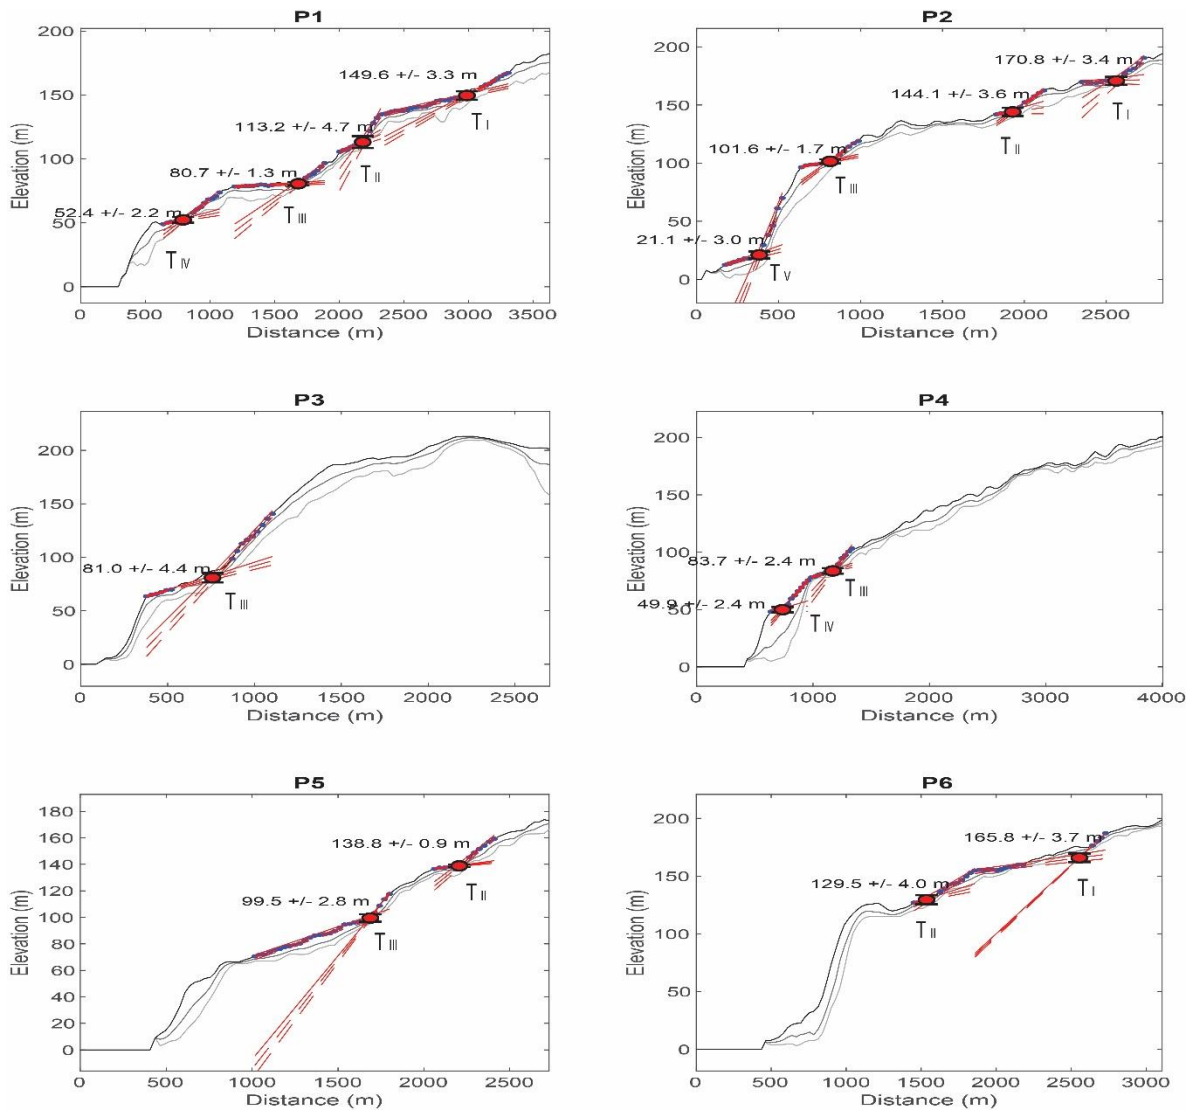 P1
200
150
100
50
0
Elevation (m)
149.6 +/- 3.3 m
113.2 +/- 4.7 m
80.7 +/- 1.3 m
52.4 +/- 2.2 m
T I
T II
T III
T IV
0 500 1000 1500 2000 2500 3000 3500
Distance (m)
P2
200
150
100
50
0
Elevation (m)
170.8 +/- 3.4 m
144.1 +/- 3.6 m
101.6 +/- 1.7 m
21.1 +/- 3.0 m
T I
T II
T III
T V
0 500 1000 1500 2000 2500
Distance (m)
P3
200
150
100
50
0
Elevation (m)
81.0 +/- 4.4 m
T III
0 500 1000 1500 2000 2500
Distance (m)
P4
200
150
100
50
0
Elevation (m)
83.7 +/- 2.4 m
49.9 +/- 2.4 m
T III
T IV
0 1000 2000 3000 4000
Distance (m)
P5
180
160
140
120
100
80
60
40
20
0
Elevation (m)
138.8 +/- 0.9 m
99.5 +/- 2.8 m
T II
T III
0 500 1000 1500 2000 2500
Distance (m)
P6
200
150
100
50
0
Elevation (m)
165.8 +/- 3.7 m
129.5 +/- 4.0 m
T I
T II
0 500 1000 1500 2000 2500 3000
Distance (m)